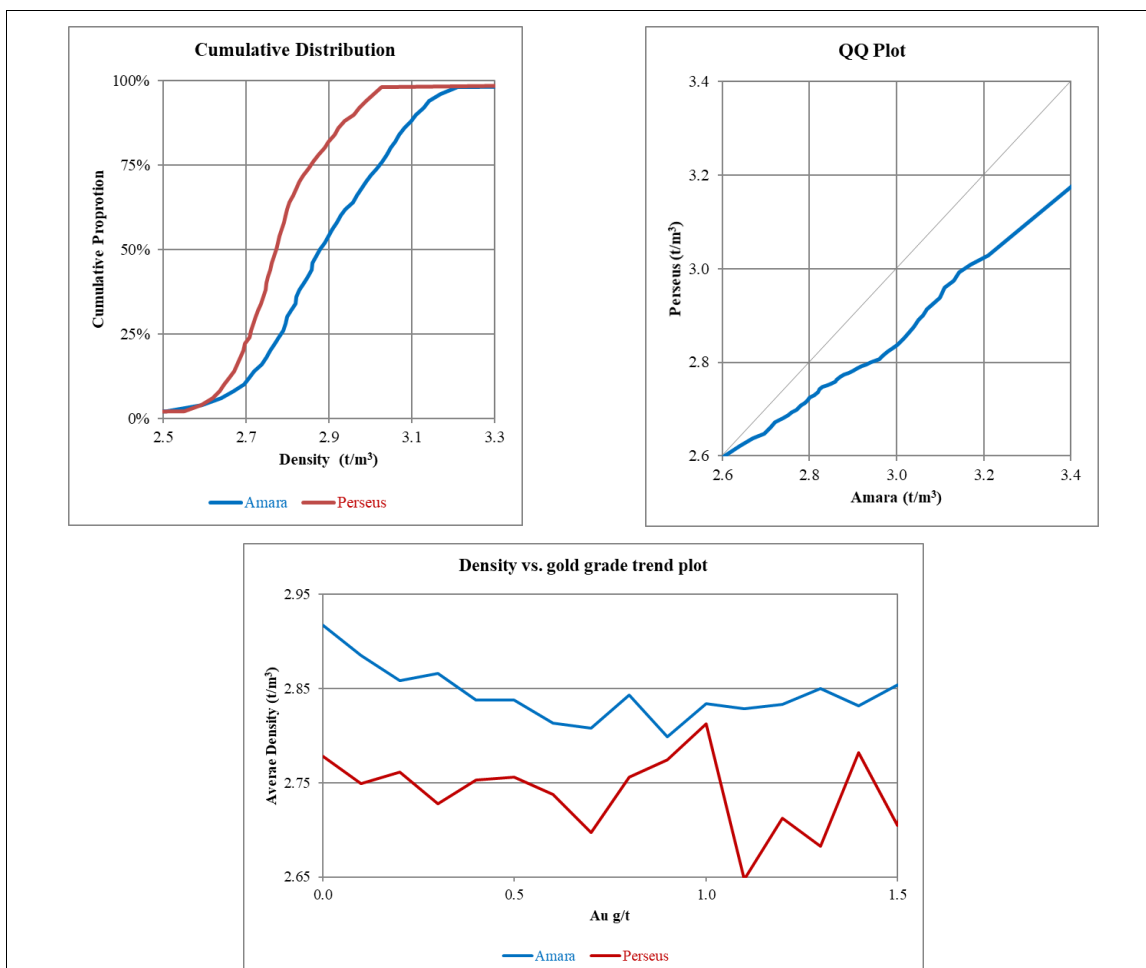 Cumulative Distribution
100%
75%
50%
25%
0%
Cumulative Proprotion
2.5 2.7 2.9 3.1 3.3
Density (t/m³)
Amara Perseus
QQ Plot
3.4
3.2
3.0
2.8
2.6
Perseus (t/m³)
2.6 2.8 3.0 3.2 3.4
Amara (t/m³)
Density vs. gold grade trend plot
2.95
2.85
2.75
2.65
Averae Density (t/m³)
0.0 0.5 1.0 1.5
Au g/t
Amara Perseus